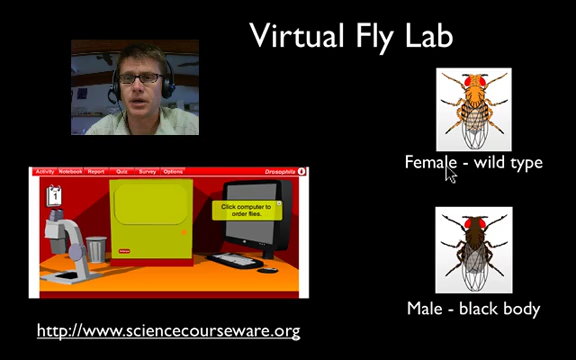 Virtual Fly Lab
Female - wild type
Activity Notebook Report Quiz Survey Options Drosophila
1
Click computer to
order flies.
Male - black body
http://www.sciencecourseware.org